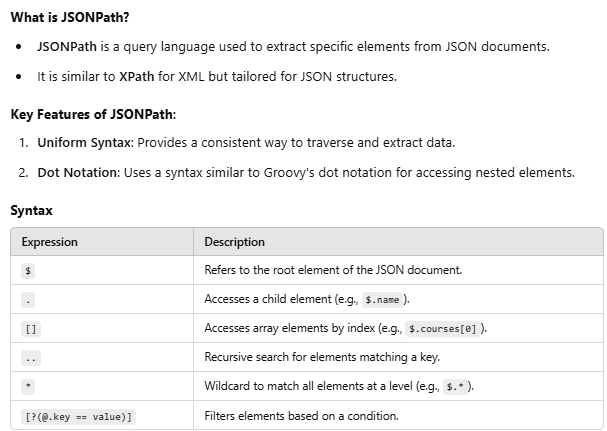 What is JSONPath?
• JSONPath is a query language used to extract specific elements from JSON documents.
• It is similar to XPath for XML but tailored for JSON structures.
Key Features of JSONPath:
1. Uniform Syntax: Provides a consistent way to traverse and extract data.
2. Dot Notation: Uses a syntax similar to Groovy's dot notation for accessing nested elements.
Syntax
Expression Description
$ Refers to the root element of the JSON document.
. Accesses a child element (e.g., $.name ).
[] Accesses array elements by index (e.g., $.courses[0] ).
.. Recursive search for elements matching a key.
* Wildcard to match all elements at a level (e.g., $.* ).
[?(@.key == value)] Filters elements based on a condition.